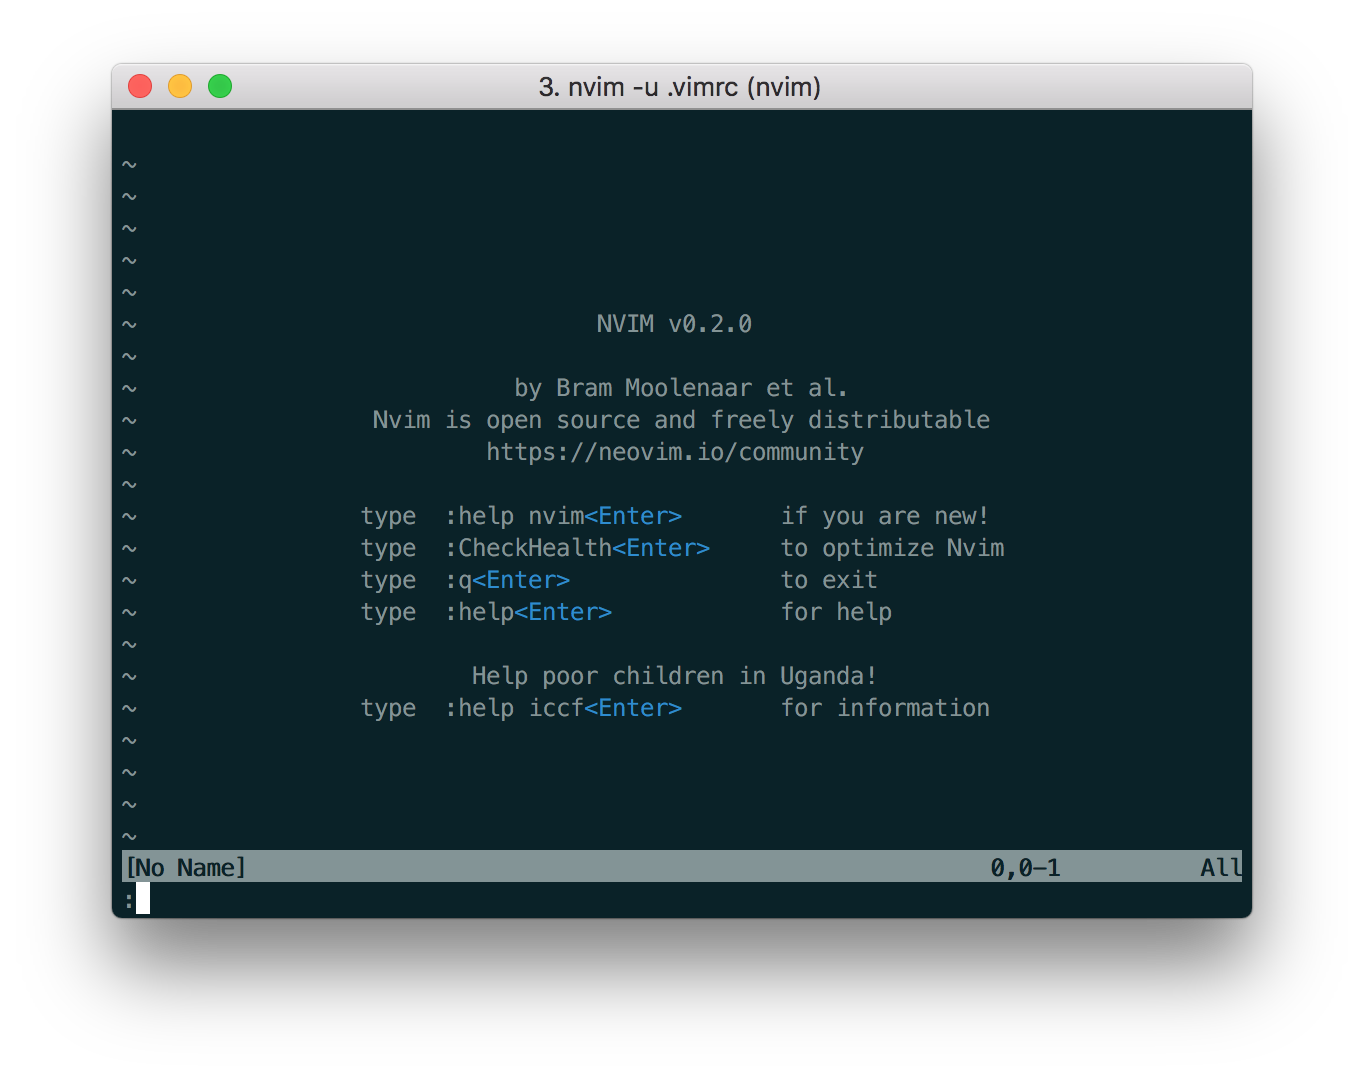 3. nvim -u .vimrc (nvim)
~
~
~
~
~
~ NVIM v0.2.0
~
~ by Bram Moolenaar et al.
~ Nvim is open source and freely distributable
~ https://neovim.io/community
~
~ type :help nvim<Enter> if you are new!
~ type :CheckHealth<Enter> to optimize Nvim
~ type :q<Enter> to exit
~ type :help<Enter> for help
~
~ Help poor children in Uganda!
~ type :help iccf<Enter> for information
~
~
~
~
[No Name] 0,0-1 All
: